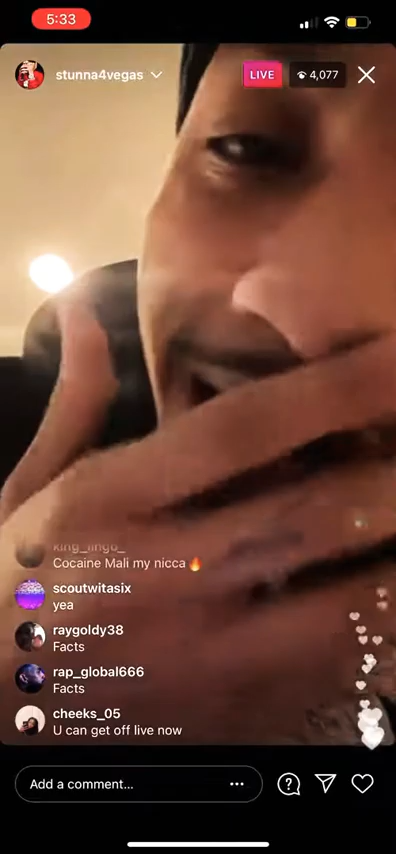 5:33
stunna4vegas
LIVE
4,077
king_lingo_
Cocaine Mali my nicca🔥
scoutwitasix
yea
raygoldy38
Facts
rap_global666
Facts
cheeks_05
U can get off live now
Add a comment...